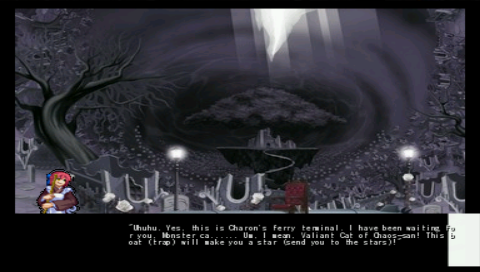 "Uhuhu. Yes, this is Charon's ferry terminal. I have been waiting fo
r you, Monster ca...... Um, I mean, Valiant Cat of Chaos-san! This b
oat (trap) will make you a star (send you to the stars)!"